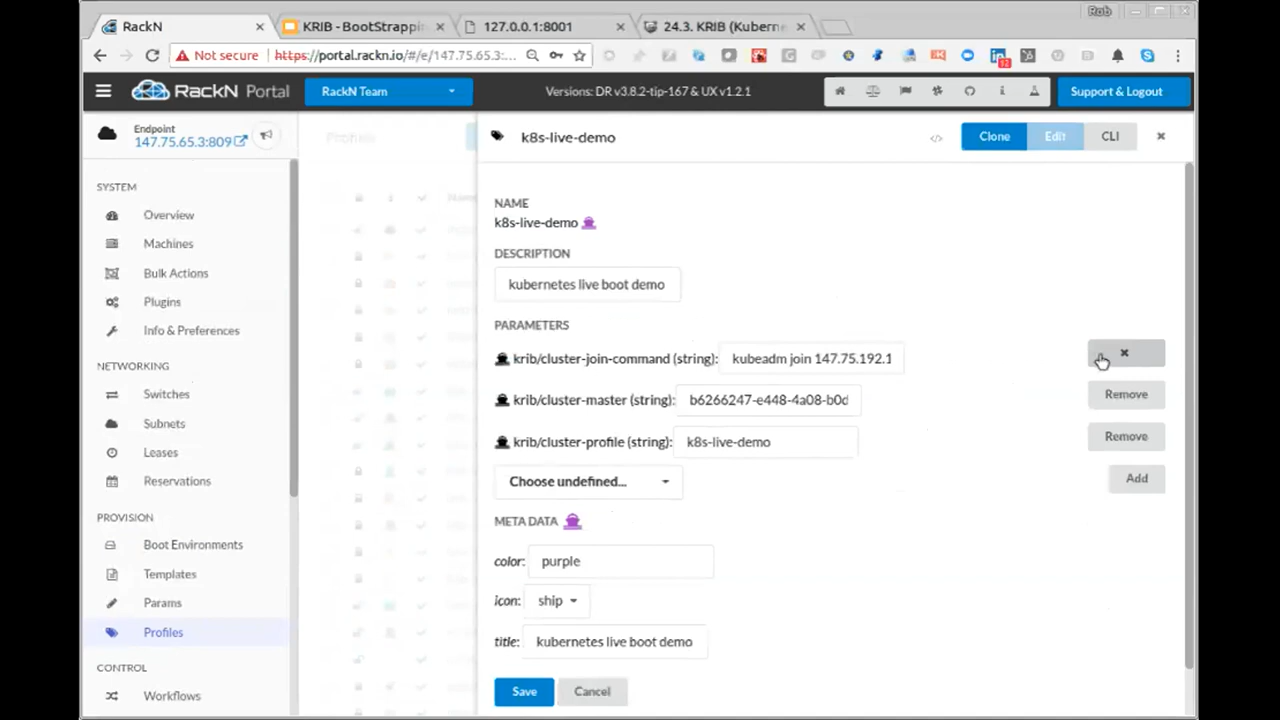 Rob
RackN
KRIB - BootStrapping
127.0.0.1:8001
24.3. KRIB (Kuberne
Not secure
https://portal.rackn.io/#/e/147.75.65.3:...
12
RackN Portal
RackN Team
Versions: DR v3.8.2-tip-167 & UX v1.2.1
Support & Logout
Endpoint
147.75.65.3:809
Profiles
k8s-live-demo
</>
Clone
Edit
CLI
SYSTEM
Overview
Machines
Bulk Actions
Plugins
Info & Preferences
NETWORKING
Switches
Subnets
Leases
Reservations
PROVISION
Boot Environments
Templates
Params
Profiles
CONTROL
Workflows
NAME
k8s-live-demo
DESCRIPTION
kubernetes live boot demo
PARAMETERS
krib/cluster-join-command (string): kubeadm join 147.75.192.1
krib/cluster-master (string): b6266247-e448-4a08-b0d
Remove
krib/cluster-profile (string): k8s-live-demo
Remove
Choose undefined...
Add
META DATA
color: purple
icon: ship
title: kubernetes live boot demo
Save
Cancel